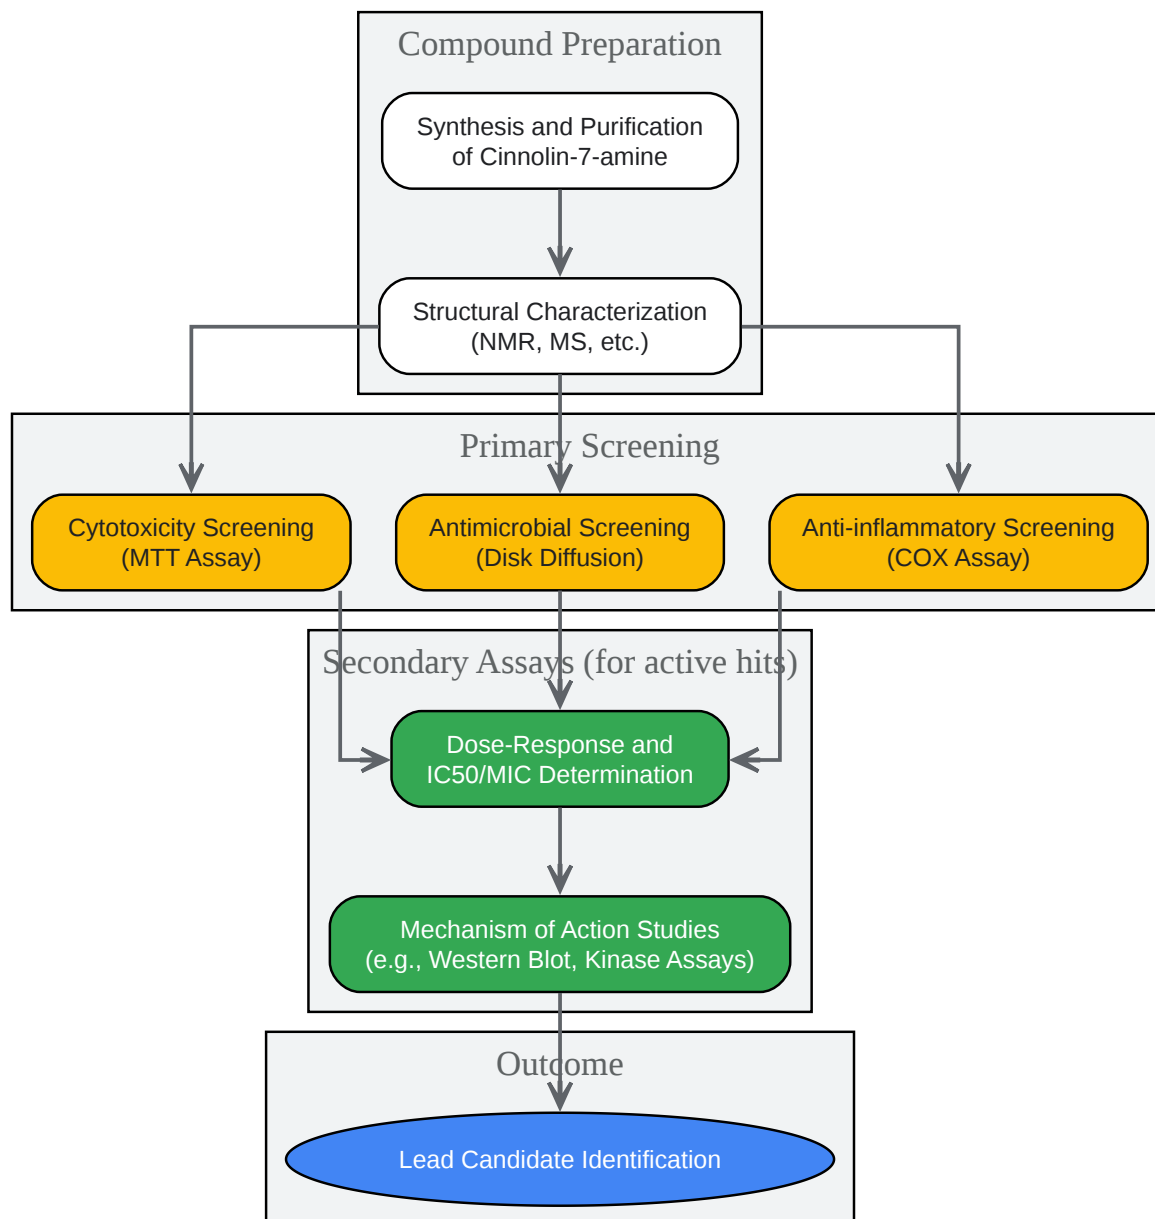 Compound Preparation
Synthesis and Purification
of Cinnolin-7-amine
Structural Characterization
(NMR, MS, etc.)
Primary Screening
Cytotoxicity Screening
(MTT Assay)
Antimicrobial Screening
(Disk Diffusion)
Anti-inflammatory Screening
(COX Assay)
Secondary Assays (for active hits)
Dose-Response and
IC50/MIC Determination
Mechanism of Action Studies
(e.g., Western Blot, Kinase Assays)
Outcome
Lead Candidate Identification